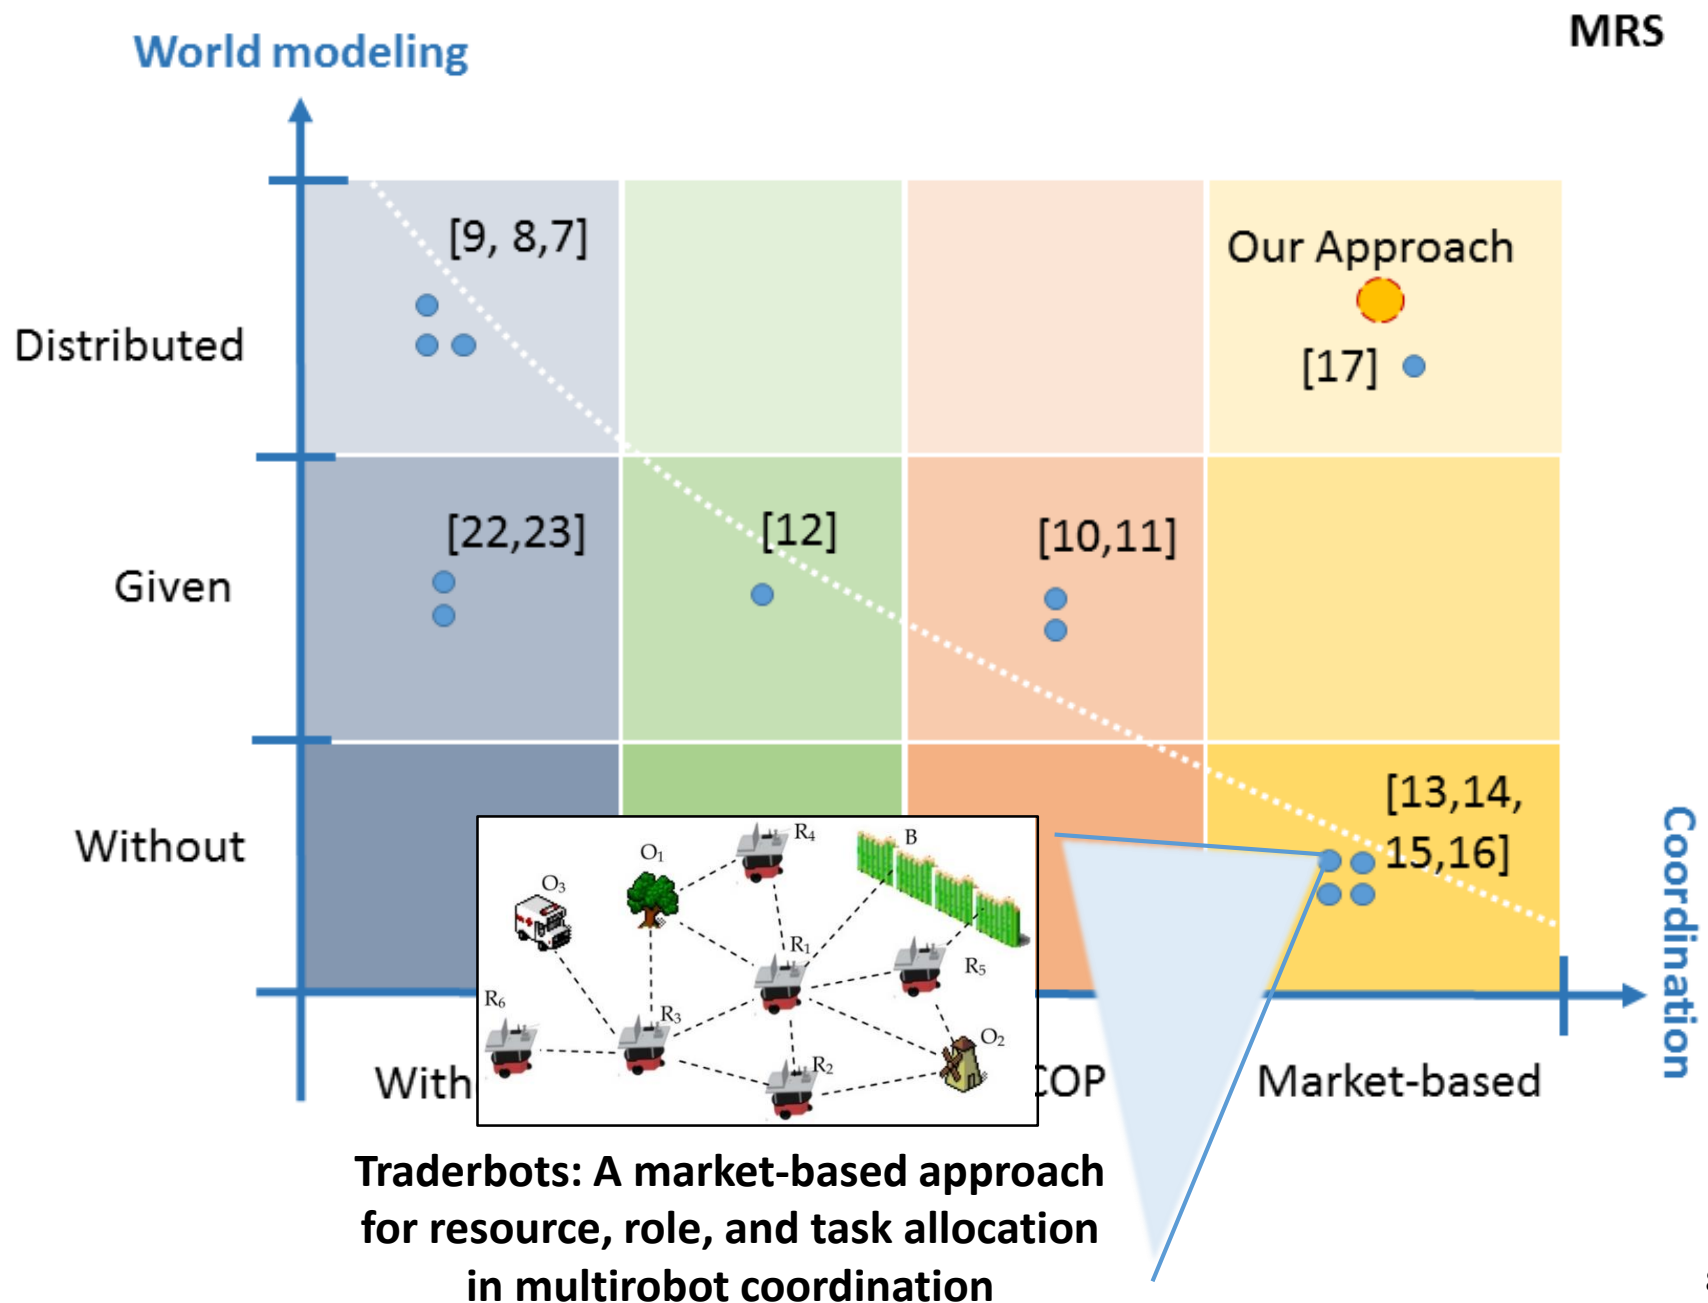 MRS
World modeling
[9, 8,7]
Our Approach
Distributed
[17]
[22,23]
[12]
[10,11]
Given
[13,14,
15,16]
Without
Coordination
R4
B
O1
O3
R1
R5
R6
R3
O2
R2
Market-based
Traderbots: A market-based approach
for resource, role, and task allocation
in multirobot coordination